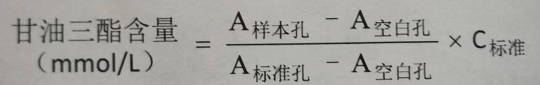 甘油三酯含量
（mmol/L）
= (A样本孔 － A空白孔) / (A标准孔 － A空白孔) × C标准